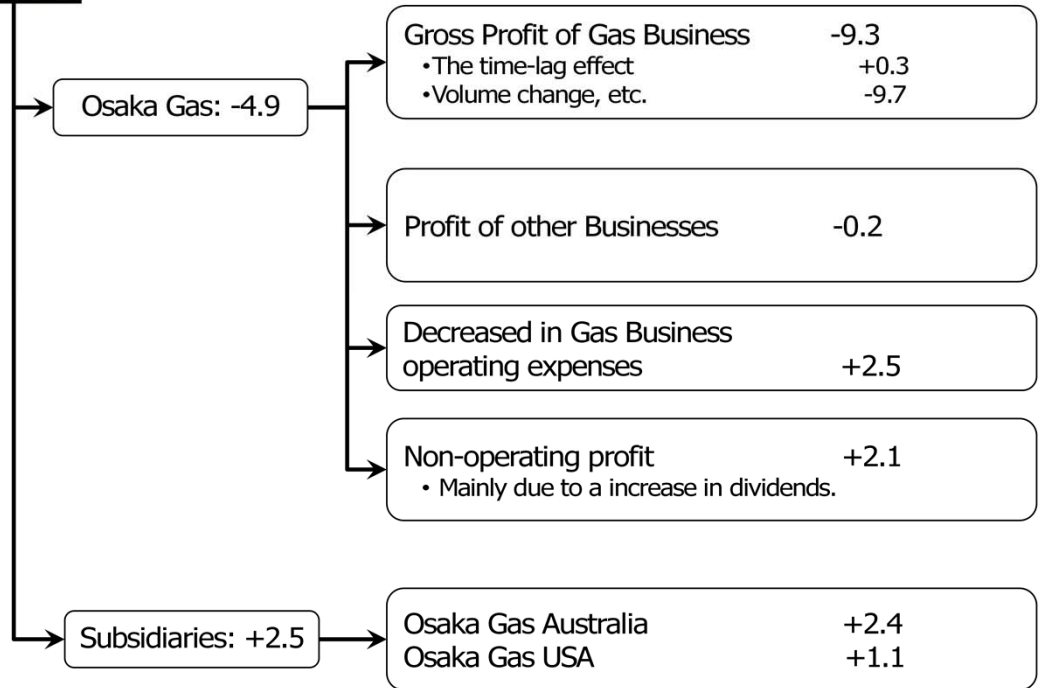 Gross Profit of Gas Business -9.3
•The time-lag effect +0.3
•Volume change, etc. -9.7
Osaka Gas: -4.9
Profit of other Businesses -0.2
Decreased in Gas Business
operating expenses +2.5
Non-operating profit +2.1
• Mainly due to a increase in dividends.
Subsidiaries: +2.5
Osaka Gas Australia +2.4
Osaka Gas USA +1.1